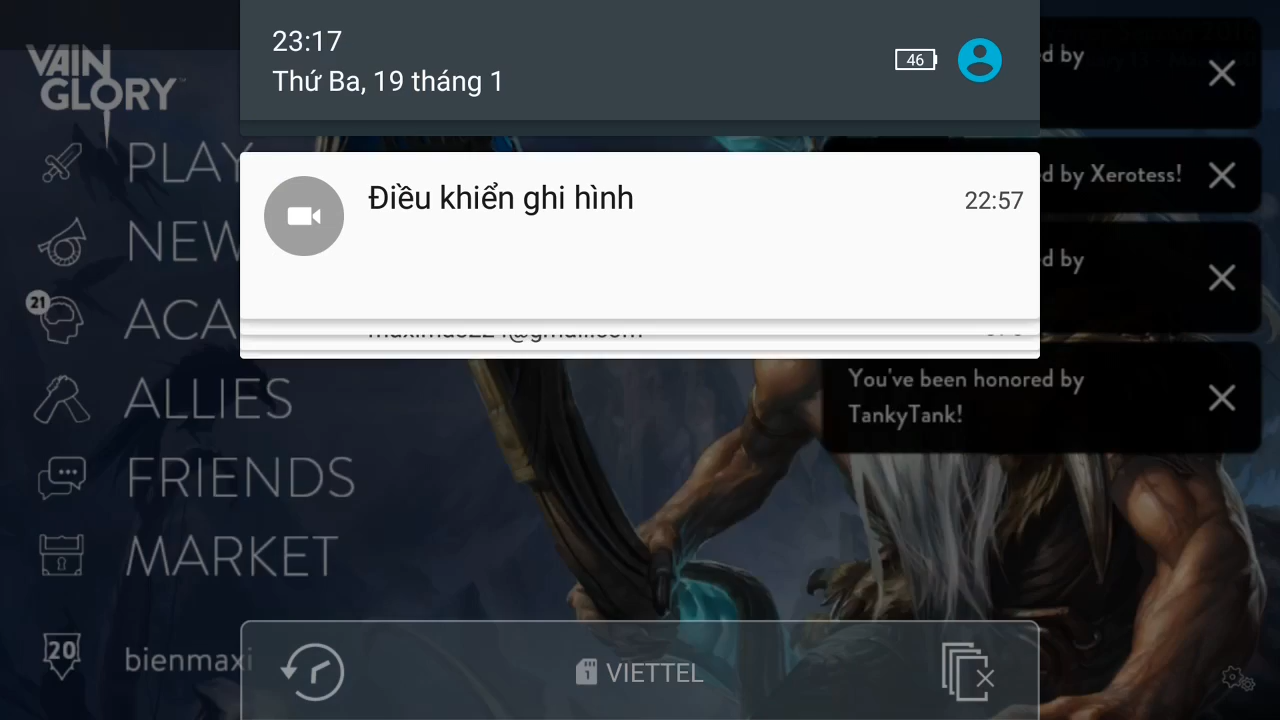 23:17
46
Thứ Ba, 19 tháng 1
VAIN
GLORY
PLAY
Điều khiển ghi hình
22:57
d by
d by Xerotess!
NEW
d by
21
ACA
You've been honored by
TankyTank!
ALLIES
FRIENDS
MARKET
20
bienmaxi
1
VIETTEL